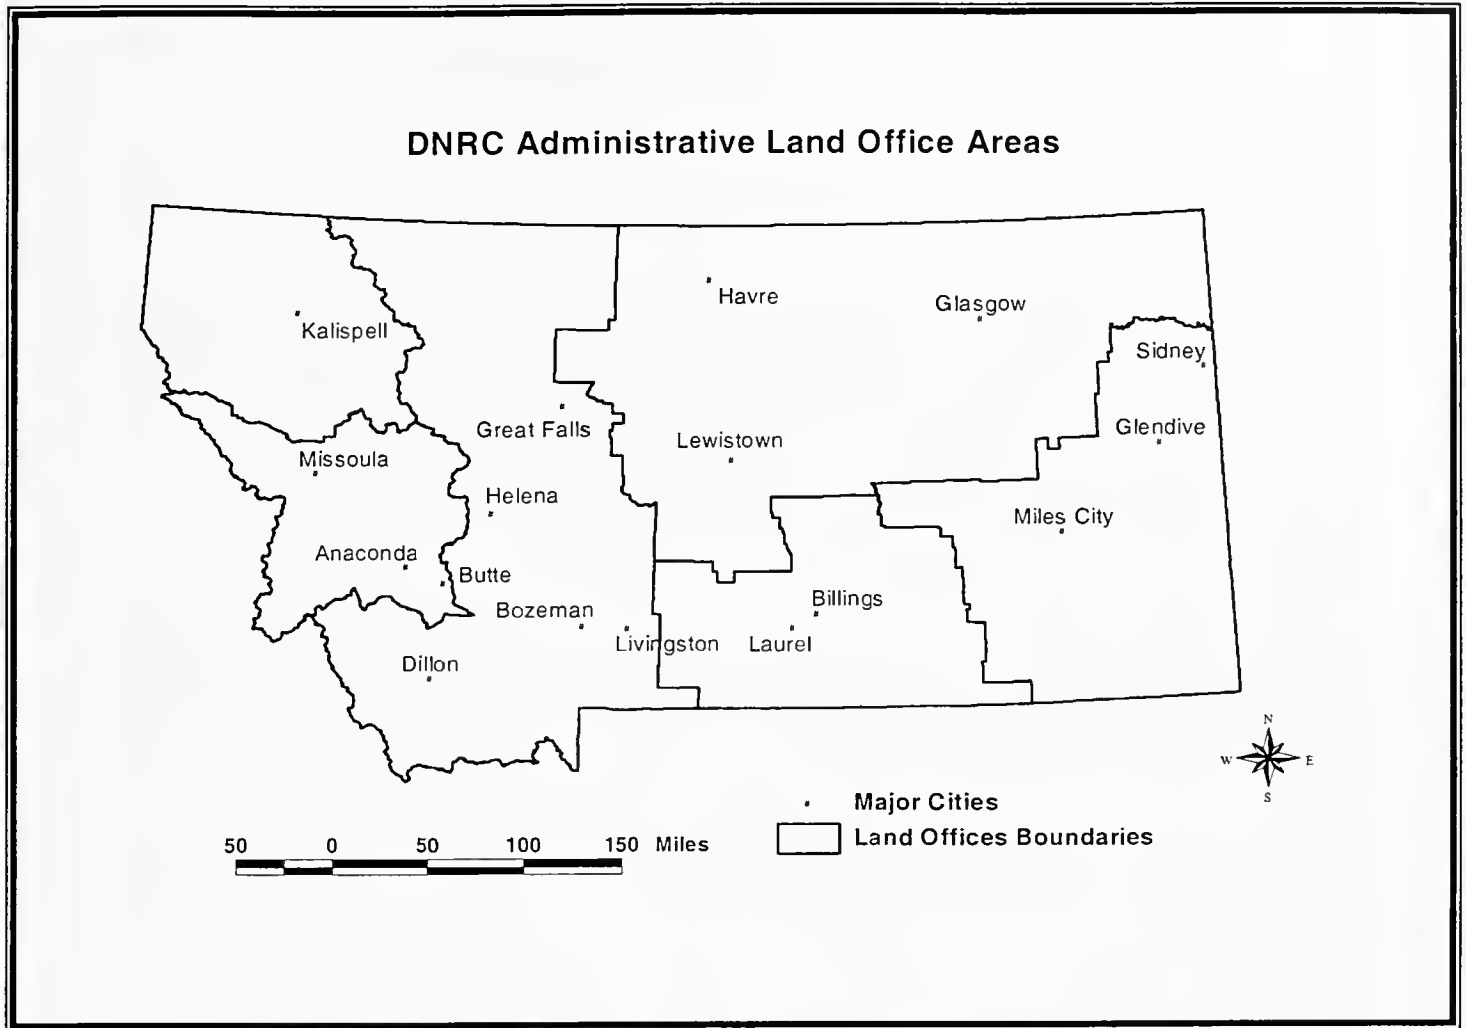 DNRC Administrative Land Office Areas
Havre
Glasgow
Kalispell
Sidney
Great Falls
Glendive
Lewistown
Missoula
Helena
Miles City
Anaconda
Butte
Billings
Bozeman
Livingston
Laurel
Dillon
N
W
E
S
Major Cities
Land Offices Boundaries
50 0 50 100 150 Miles